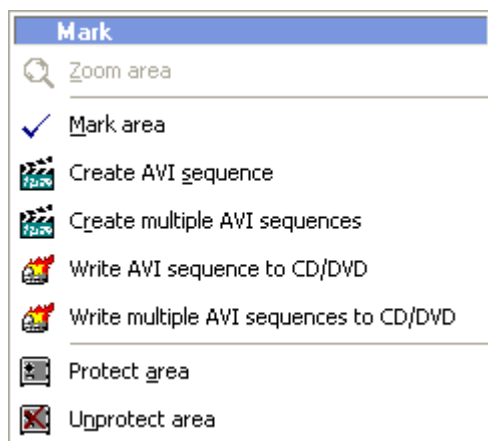 Mark
Zoom area
Mark area
Create AVI sequence
Create multiple AVI sequences
Write AVI sequence to CD/DVD
Write multiple AVI sequences to CD/DVD
Protect area
Unprotect area